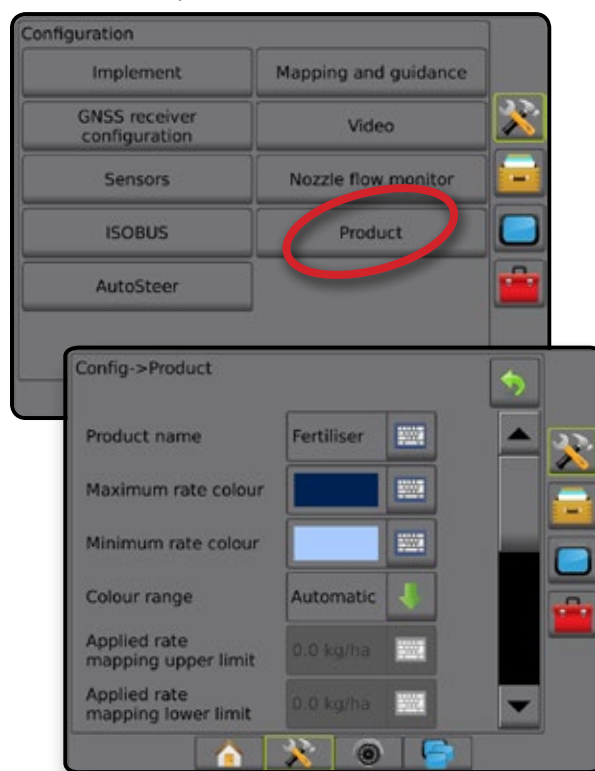 Configuration
Implement
Mapping and guidance
GNSS receiver
configuration
Video
Sensors
Nozzle flow monitor
ISOBUS
Product
AutoSteer
Config->Product
Product name
Fertiliser
Maximum rate colour
Minimum rate colour
Colour range
Automatic
Applied rate
mapping upper limit
0.0 kg/ha
Applied rate
mapping lower limit
0.0 kg/ha